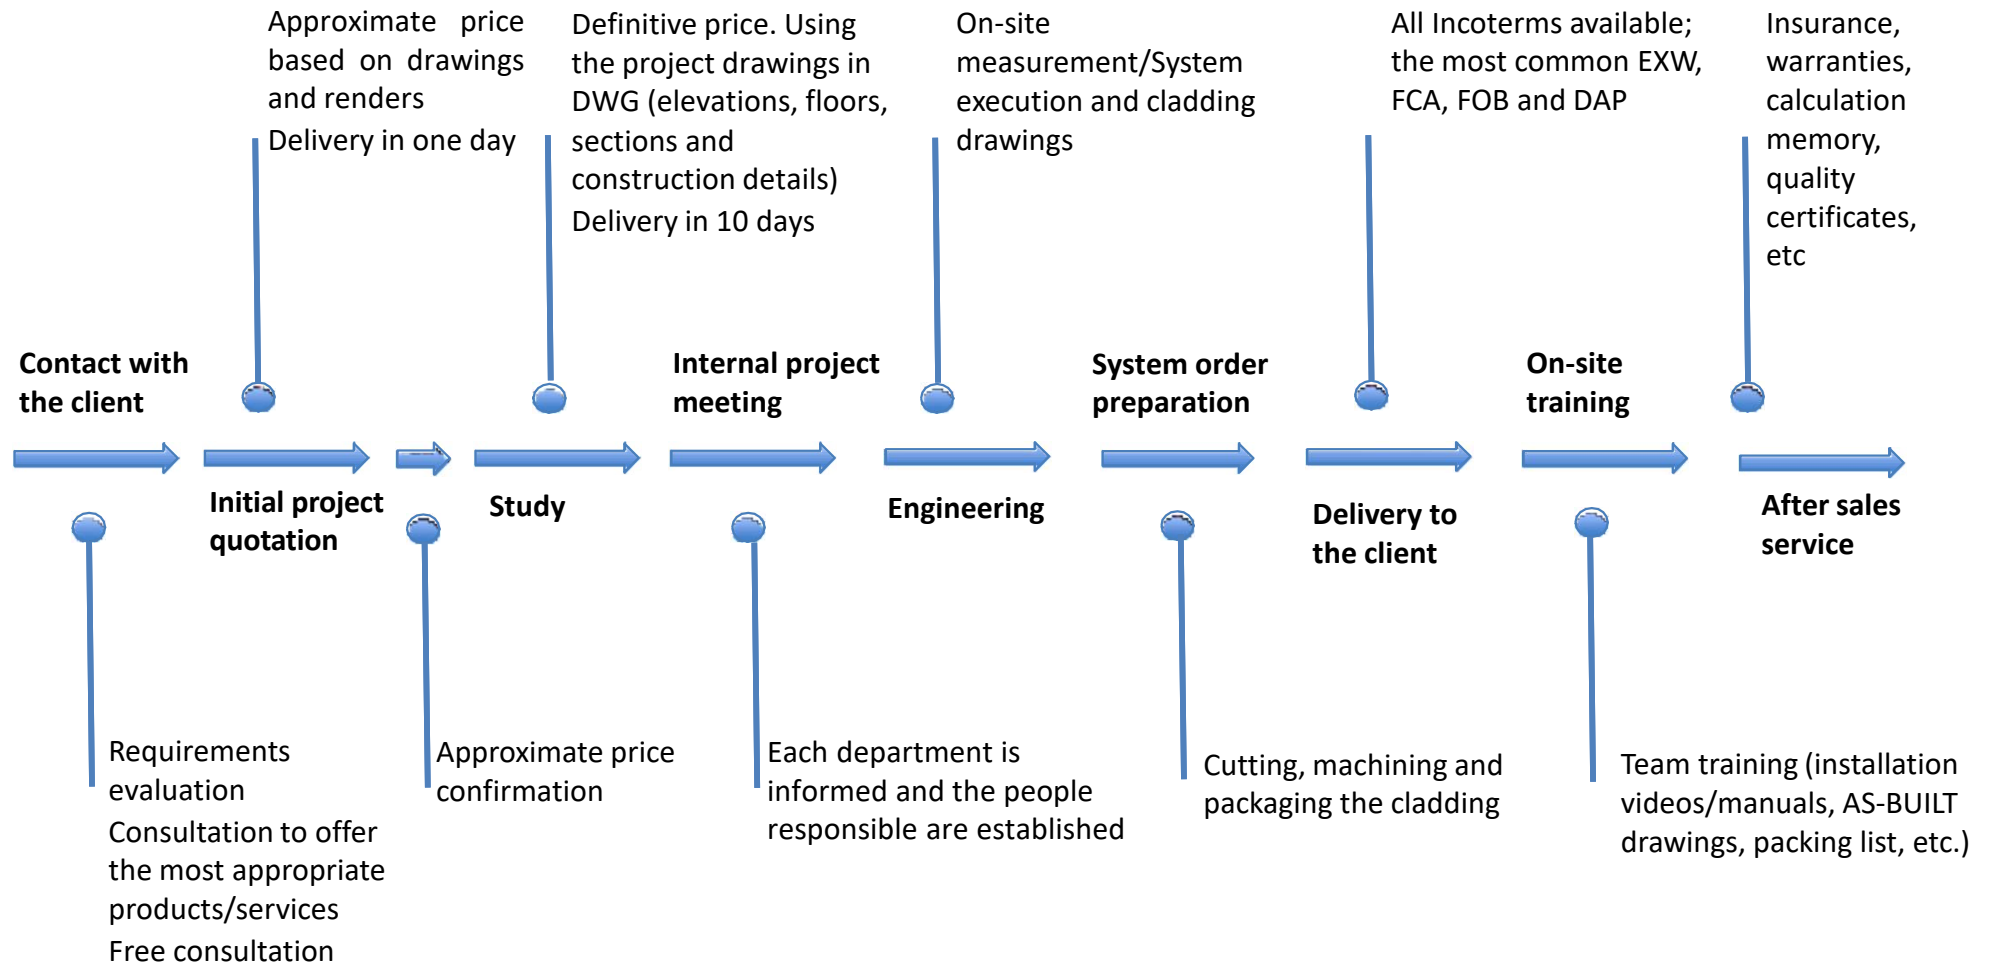 Approximate price
based on drawings
and renders
Delivery in one day
Definitive price. Using
the project drawings in
DWG (elevations, floors,
sections and
construction details)
Delivery in 10 days
On-site
measurement/System
execution and cladding
drawings
All Incoterms available;
the most common EXW,
FCA, FOB and DAP
Insurance,
warranties,
calculation
memory,
quality
certificates,
etc
Contact with
the client
Internal project
meeting
System order
preparation
On-site
training
Initial project
quotation
Study
Engineering
Delivery to
the client
After sales
service
Requirements
evaluation
Consultation to offer
the most appropriate
products/services
Free consultation
Approximate price
confirmation
Each department is
informed and the people
responsible are established
Cutting, machining and
packaging the cladding
Team training (installation
videos/manuals, AS-BUILT
drawings, packing list, etc.)